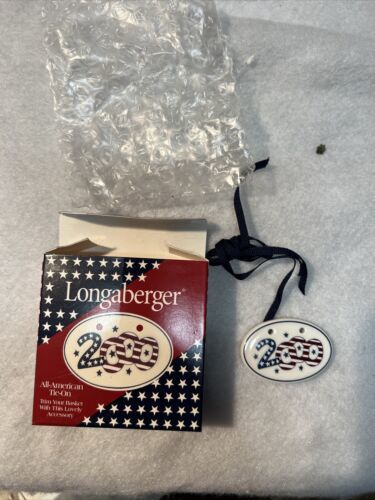 Longaberger®
2000
All-American
Tie-On
Trim Your Basket
With This Lovely
Accessory
2000